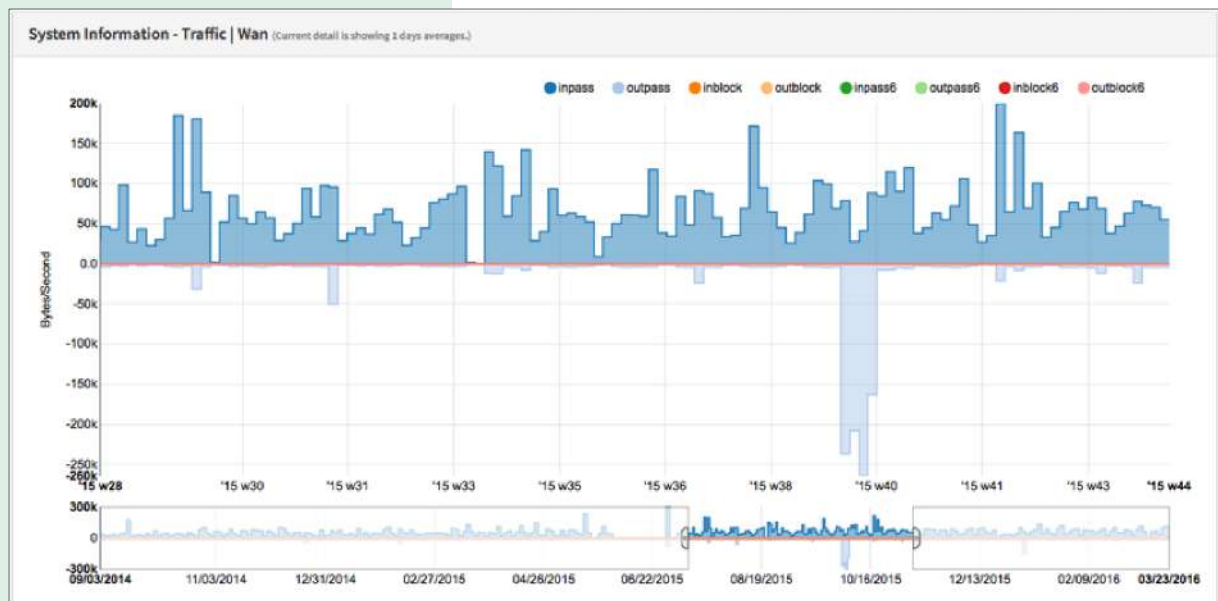 System Information - Traffic | Wan (Current detail is showing 1 days averages.)
inpass outpass inblock outblock inpass6 outpass6 inblock6 outblock6
200k
150k
100k
50k
0.0
-50k
-100k
-150k
-200k
-250k
-260k
Bytes/Second
'15 w28 '15 w30 '15 w31 '15 w33 '15 w35 '15 w36 '15 w38 '15 w40 '15 w41 '15 w43 '15 w44
300k
0
-300k
09/03/2014 11/03/2014 12/31/2014 02/27/2015 04/26/2015 06/22/2015 08/19/2015 10/16/2015 12/13/2015 02/09/2016 03/23/2016